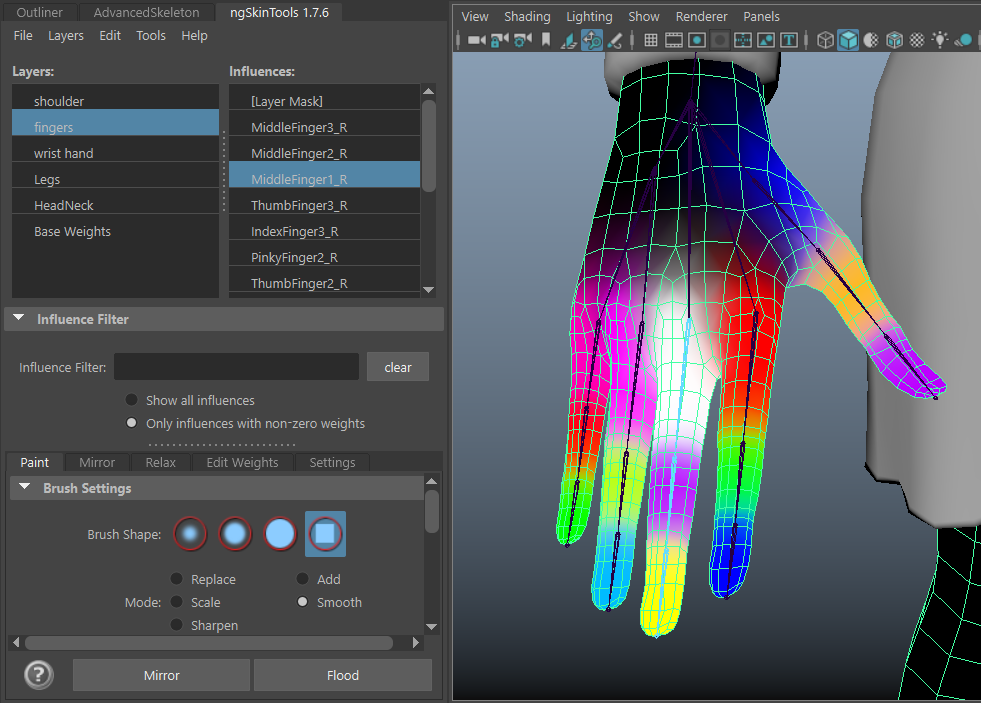 Outliner AdvancedSkeleton ngSkinTools 1.7.6
File Layers Edit Tools Help
Layers:
shoulder
fingers
wrist hand
Legs
HeadNeck
Base Weights
Influences:
[Layer Mask]
MiddleFinger3_R
MiddleFinger2_R
MiddleFinger1_R
ThumbFinger3_R
IndexFinger3_R
PinkyFinger2_R
ThumbFinger2_R
Influence Filter
Influence Filter: clear
Show all influences
Only influences with non-zero weights
Paint Mirror Relax Edit Weights Settings
Brush Settings
Brush Shape:
Replace Add
Mode: Scale Smooth
Sharpen
? Mirror Flood
View Shading Lighting Show Renderer Panels
T